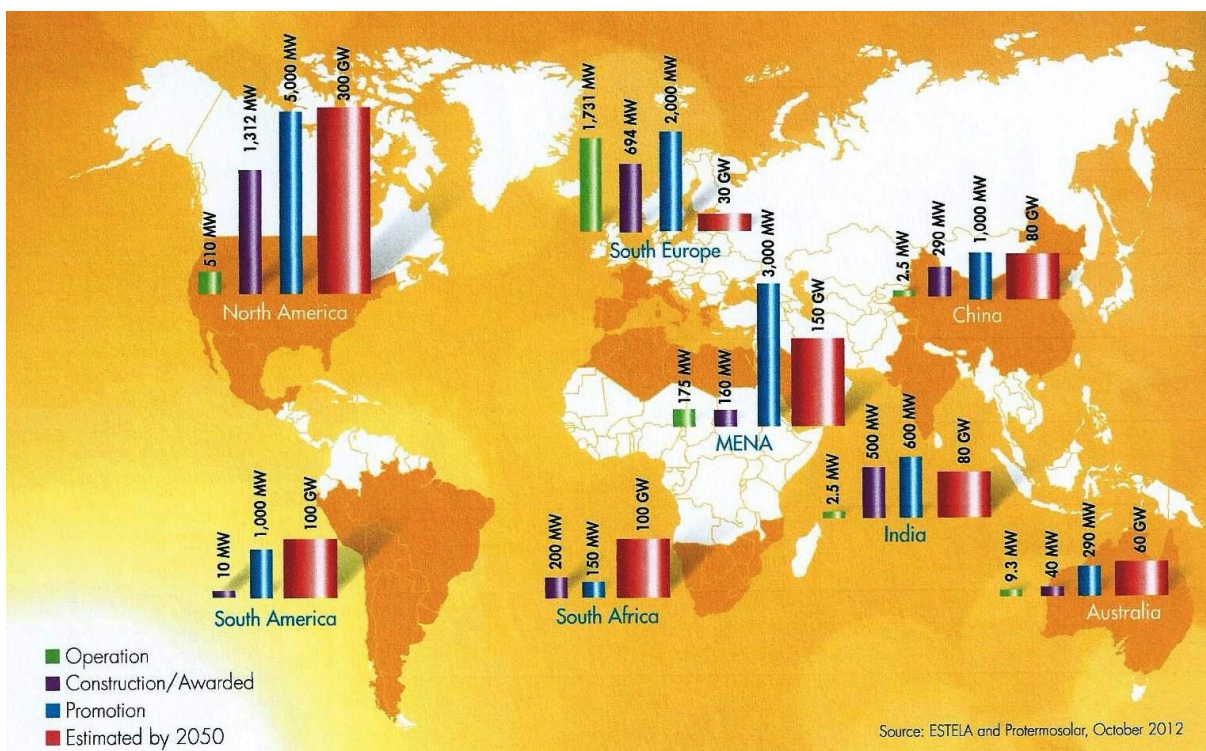 510 MW
1,312 MW
5,000 MW
300 GW
North America
1,731 MW
694 MW
2,000 MW
30 GW
South Europe
2.5 MW
290 MW
1,000 MW
80 GW
China
175 MW
160 MW
3,000 MW
150 GW
MENA
2.5 MW
500 MW
600 MW
80 GW
India
10 MW
1,000 MW
100 GW
South America
200 MW
150 MW
100 GW
South Africa
9.3 MW
40 MW
290 MW
60 GW
Australia
Operation
Construction/Awarded
Promotion
Estimated by 2050
Source: ESTELA and Protermosolar, October 2012